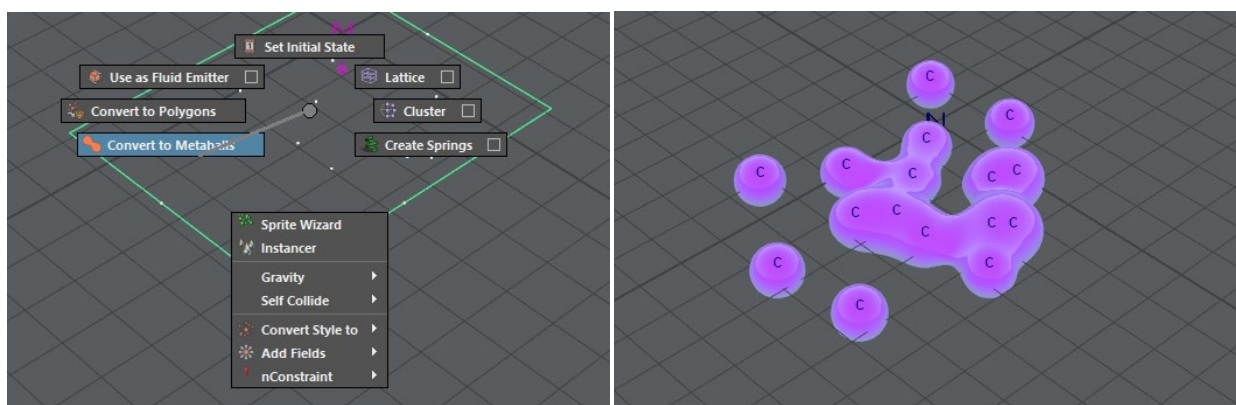 Set Initial State
Use as Fluid Emitter
Lattice
Convert to Polygons
Cluster
Convert to Metaballs
Create Springs
Sprite Wizard
Instancer
Gravity
Self Collide
Convert Style to
Add Fields
nConstraint
N
C
C
N
C
C
C
C
C C
C
C
C C
C
C
C
C
C